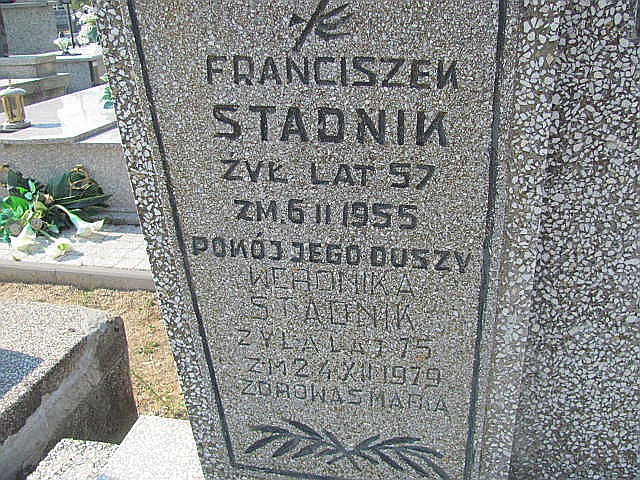 FRANCISZEK
STADNIK
ŻYŁ LAT 57
ZM. 6 II 1955
POKÓJ JEGO DUSZY
WERONIKA
STADNIK
ŻYŁA LAT 75
ZM 24.XII 1979
ZDROWAŚ MARIA